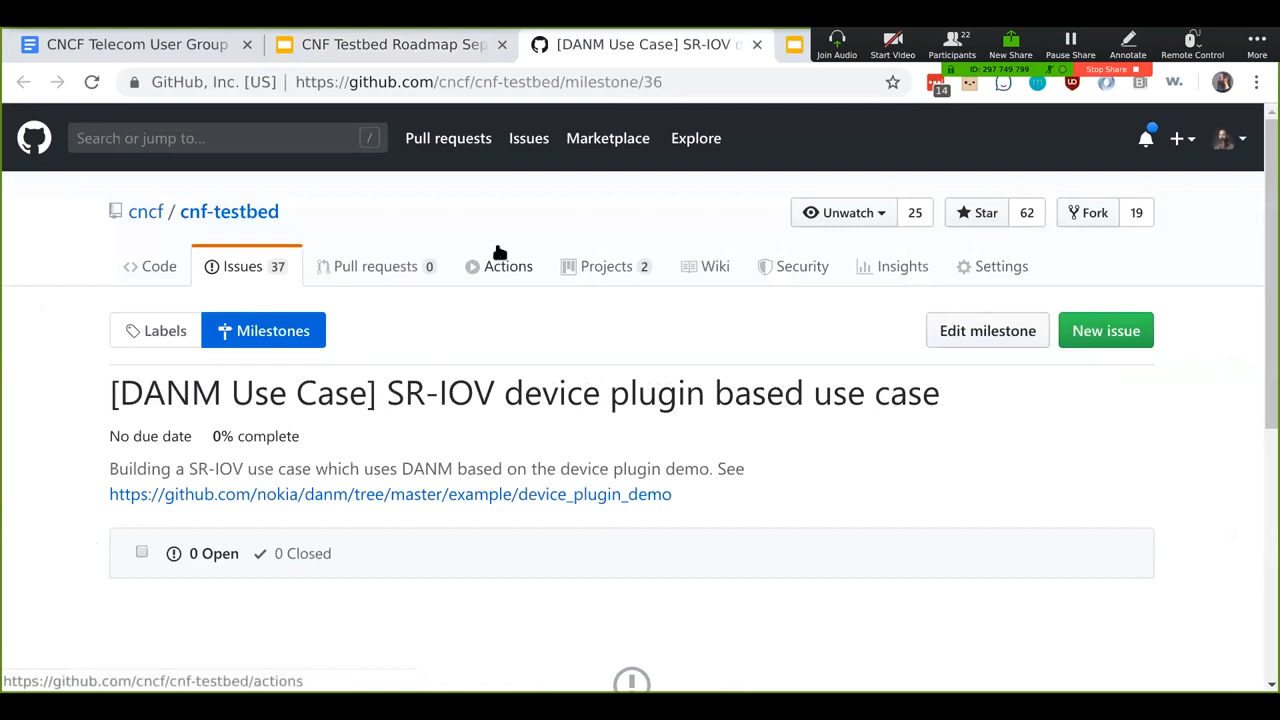 CNCF Telecom User Group
CNF Testbed Roadmap Sep
[DANM Use Case] SR-IOV d
Join Audio
Start Video
Participants 22
New Share
Pause Share
Annotate
Remote Control
More
ID: 297 749 799
Stop Share
GitHub, Inc. [US] | https://github.com/cncf/cnf-testbed/milestone/36
14
w.
Search or jump to... /
Pull requests Issues Marketplace Explore
cncf / cnf-testbed
Unwatch 25 Star 62 Fork 19
Code Issues 37 Pull requests 0 Actions Projects 2 Wiki Security Insights Settings
Labels Milestones Edit milestone New issue
[DANM Use Case] SR-IOV device plugin based use case
No due date 0% complete
Building a SR-IOV use case which uses DANM based on the device plugin demo. See
https://github.com/nokia/danm/tree/master/example/device_plugin_demo
0 Open 0 Closed
https://github.com/cncf/cnf-testbed/actions